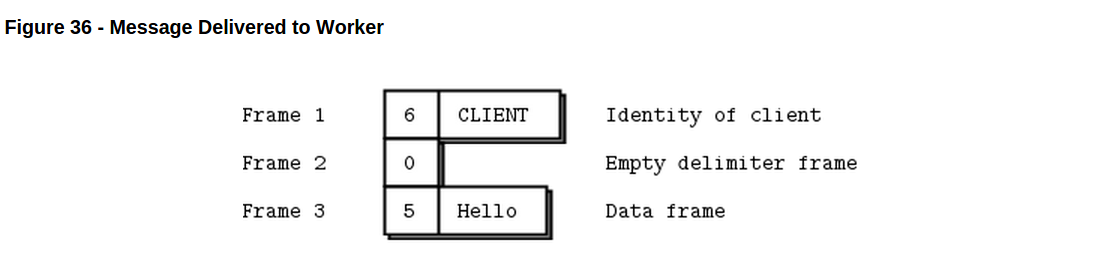 Figure 36 - Message Delivered to Worker
Frame 1 6 CLIENT Identity of client
Frame 2 0 Empty delimiter frame
Frame 3 5 Hello Data frame